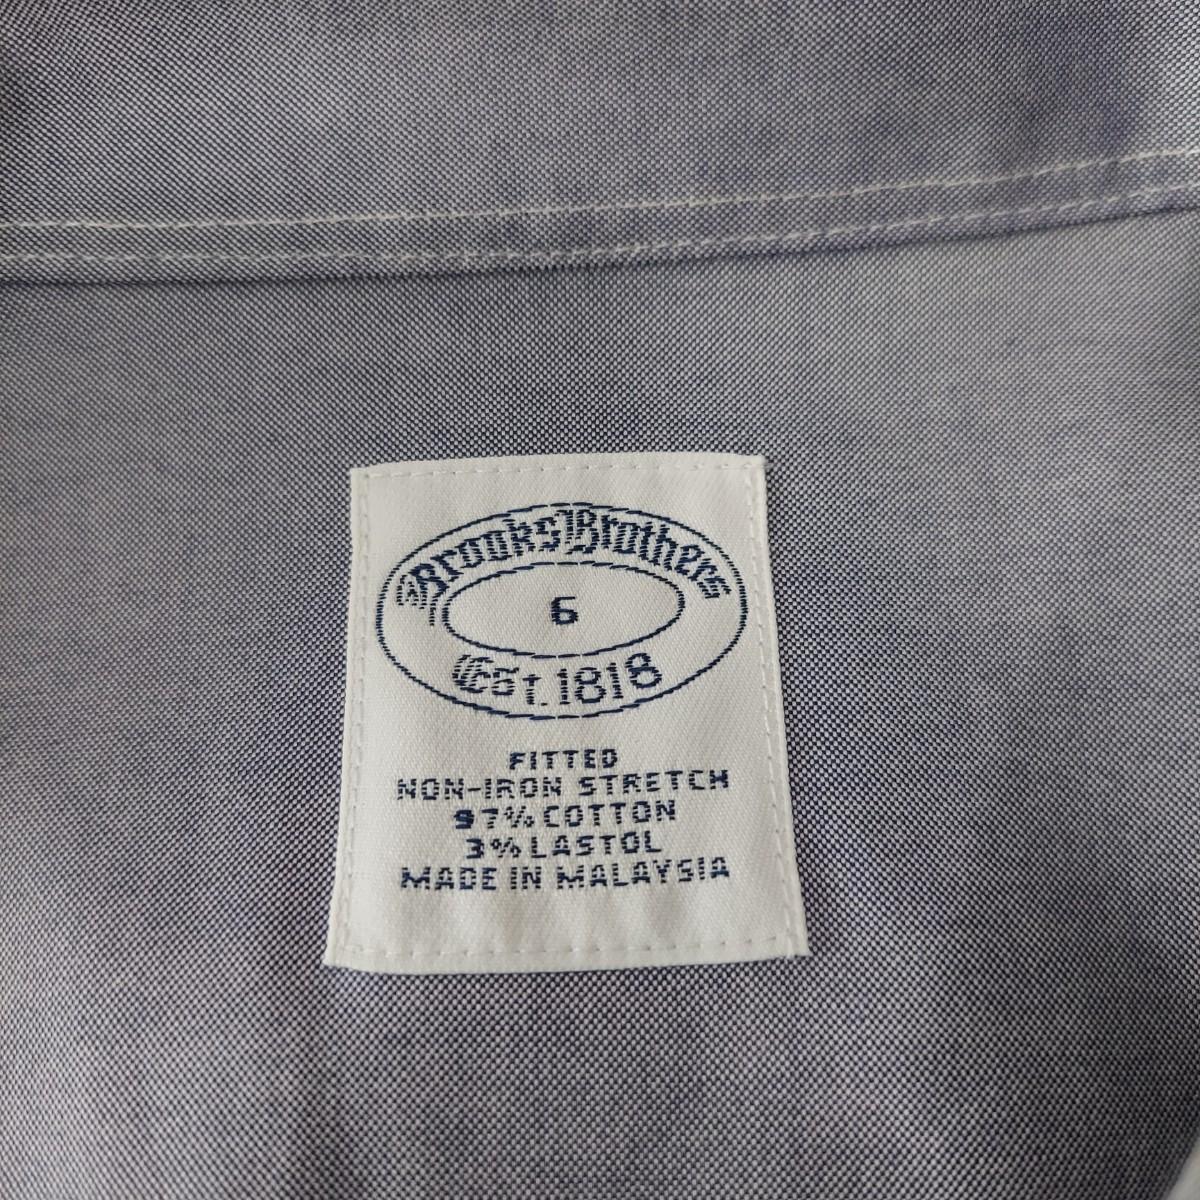 Brooks Brothers
6
Est. 1818
FITTED
NON-IRON STRETCH
97% COTTON
3% LASTOL
MADE IN MALAYSIA